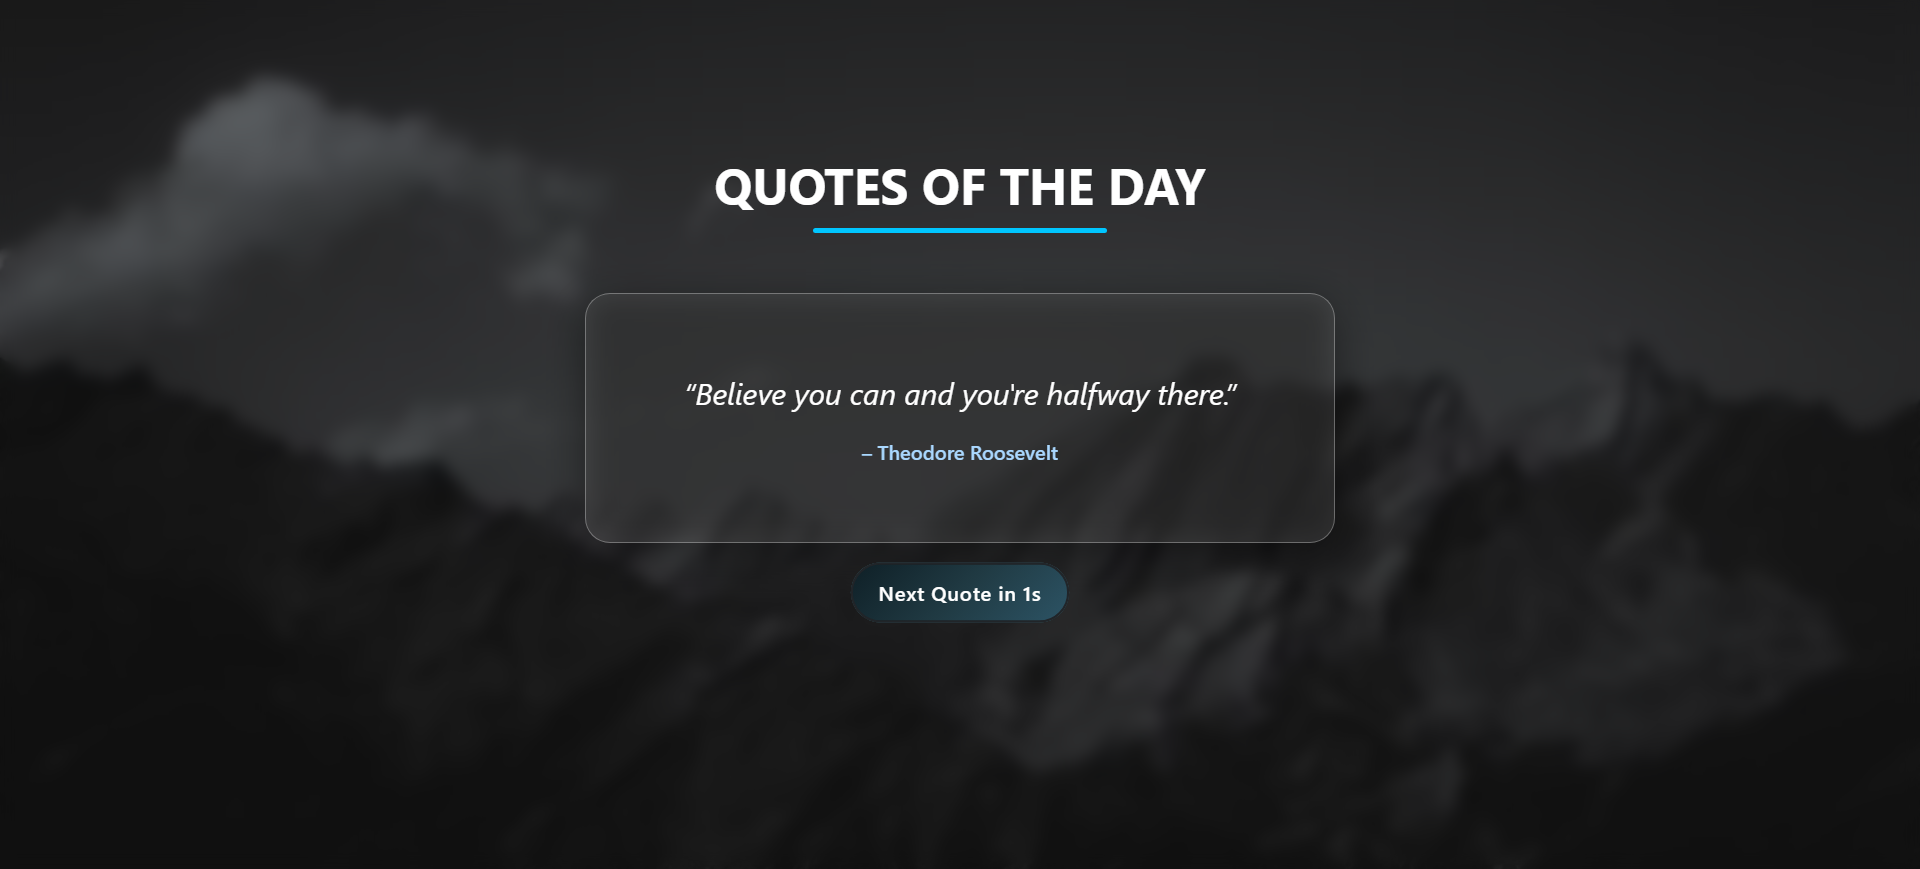 QUOTES OF THE DAY
“Believe you can and you're halfway there.”
– Theodore Roosevelt
Next Quote in 1s